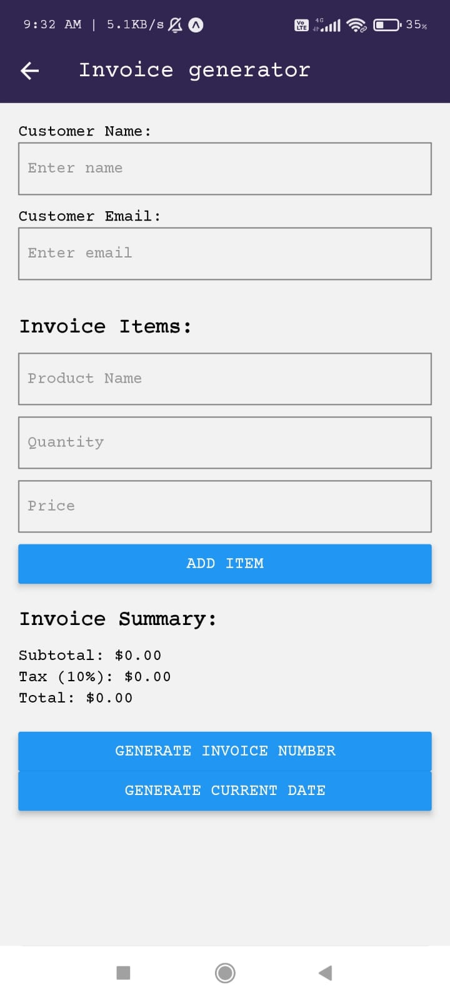 9:32 AM | 5.1KB/s Vo LTE 4G 35%
Invoice generator
Customer Name:
Enter name
Customer Email:
Enter email
Invoice Items:
Product Name
Quantity
Price
ADD ITEM
Invoice Summary:
Subtotal: $0.00
Tax (10%): $0.00
Total: $0.00
GENERATE INVOICE NUMBER
GENERATE CURRENT DATE